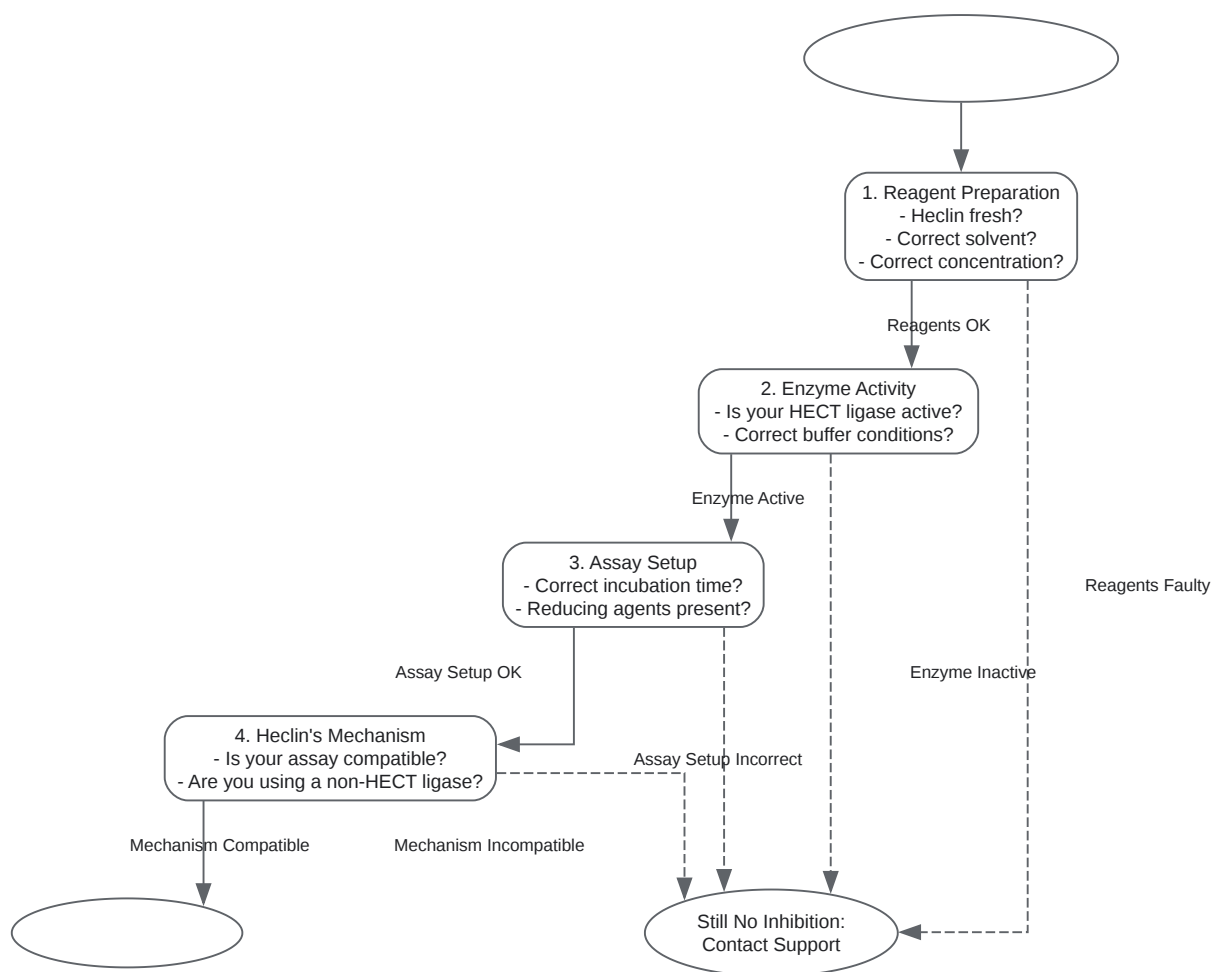 1. Reagent Preparation
- Heclin fresh?
- Correct solvent?
- Correct concentration?
Reagents OK
2. Enzyme Activity
- Is your HECT ligase active?
- Correct buffer conditions?
Enzyme Active
3. Assay Setup
- Correct incubation time?
- Reducing agents present?
Reagents Faulty
Assay Setup OK
Enzyme Inactive
4. Heclin's Mechanism
- Is your assay compatible?
- Are you using a non-HECT ligase?
Assay Setup Incorrect
Mechanism Compatible
Mechanism Incompatible
Still No Inhibition:
Contact Support